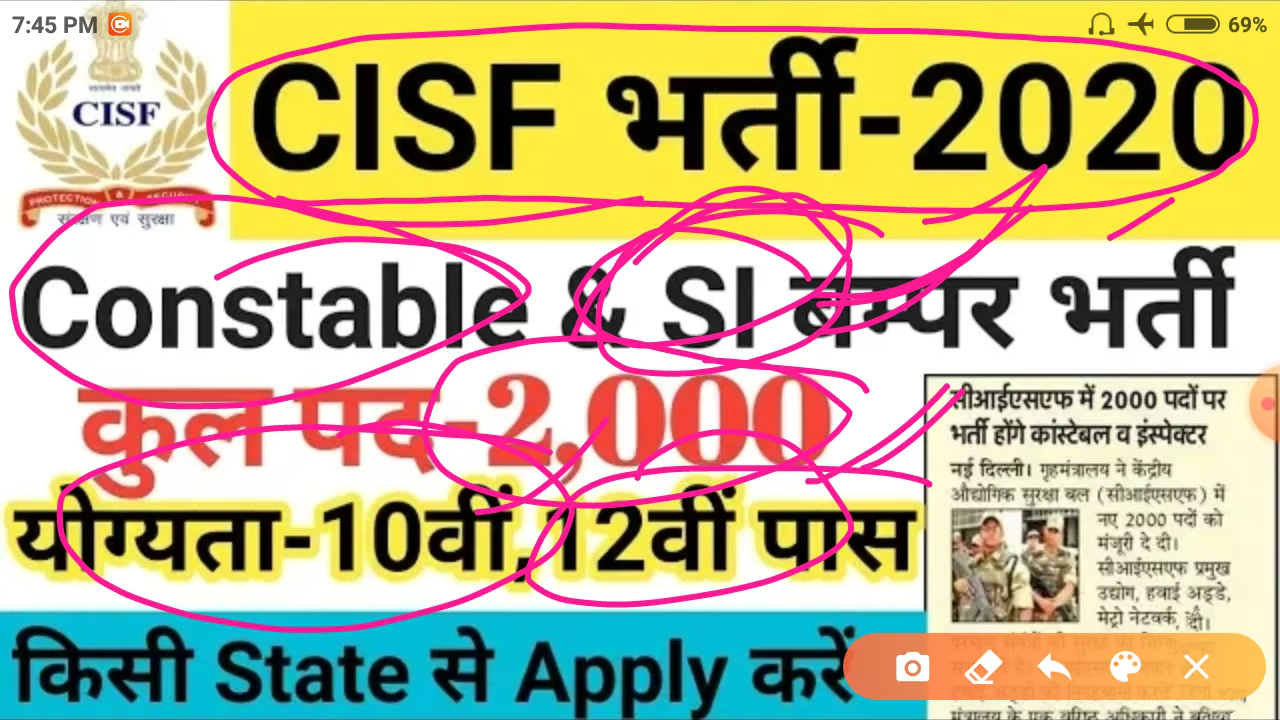 7:45 PM
69%
CISF
PROTECTION & SECURITY
संरक्षण एवं सुरक्षा
CISF भर्ती-2020
Constable & SI बम्पर भर्ती
कुल पद-2,000
योग्यता-10वीं,12वीं पास
किसी State से Apply करें
सीआईएसएफ में 2000 पदों पर
भर्ती होंगे कांस्टेबल व इंस्पेक्टर
नई दिल्ली। गृहमंत्रालय ने केंद्रीय
औद्योगिक सुरक्षा बल (सीआईएसएफ) में
नए 2000 पदों को
मंजूरी दे दी।
सीआईएसएफ प्रमुख
उद्योग, हवाई अड्डे,
मेट्रो नेटवर्क,